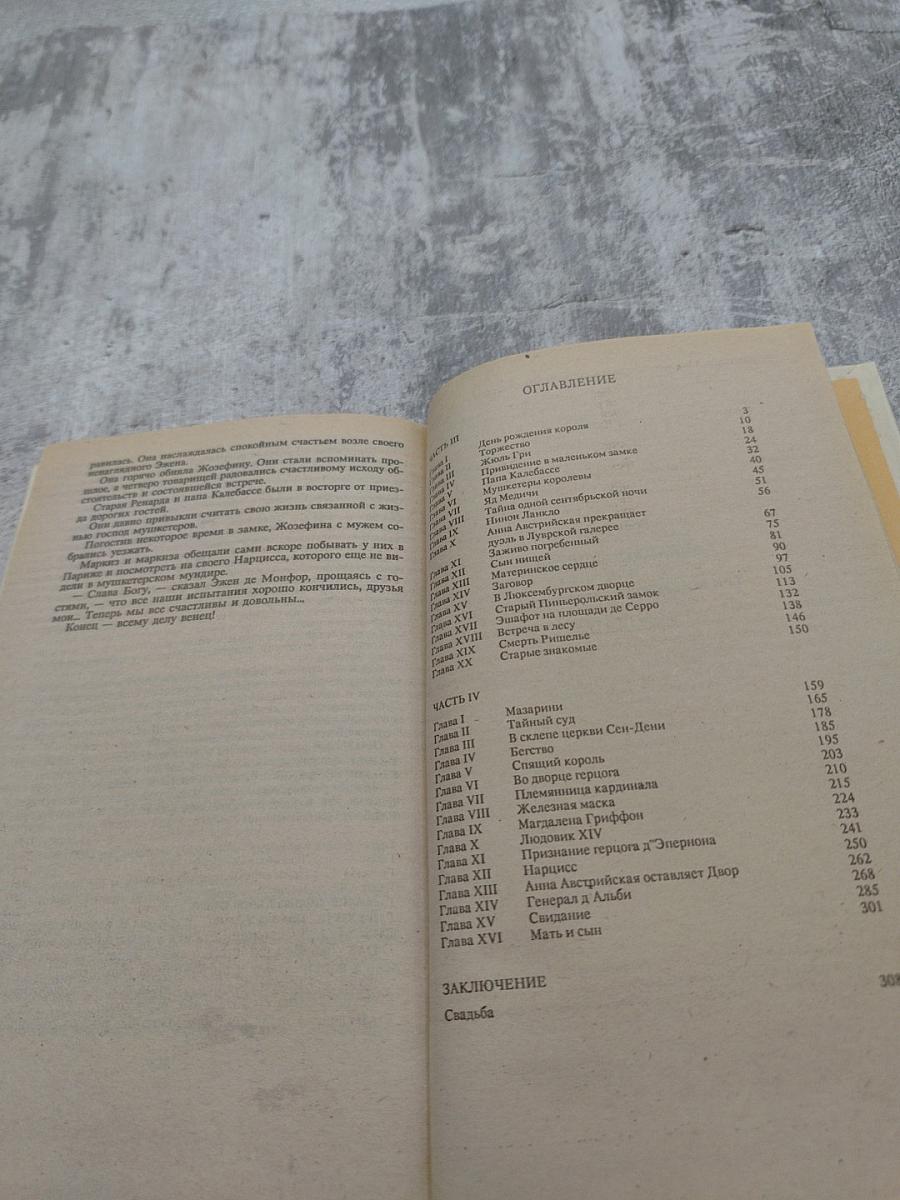 равилась. Она наслаждалась спокойным счастьем возле своего
ненаглядного Эжена.
Она горячо обняла Жозефину. Они стали вспоминать про-
шлое, а четверо товарищей радовались счастливому исходу об-
стоятельств и состоявшейся встрече.
Старая Ренарда и папа Калебассе были в восторге от приез-
да дорогих гостей.
Они давно привыкли считать свою жизнь связанной с жиз-
нью господ мушкетеров.
Погостив некоторое время в замке, Жозефина с мужем со-
брались уезжать.
Маркиз и маркиза обещали сами вскоре побывать у них в
Париже и посмотреть на своего Нарцисса, которого еще не ви-
дели в мушкетерском мундире.
— Слава Богу, — сказал Эжен де Монфор, прощаясь с го-
стями, — что все наши испытания хорошо кончились, друзья
мои... Теперь мы все счастливы и довольны...
Конец — всему делу венец!
ОГЛАВЛЕНИЕ
ЧАСТЬ III
Глава I День рождения короля 3
Глава II Торжество 10
Глава III Жюль Гри 18
Глава IV Привидение в маленьком замке 24
Глава V Папа Калебассе 32
Глава VI Мушкетеры королевы 40
Глава VII Яд Медичи 45
Глава VIII Тайна одной сентябрьской ночи 51
Глава IX Нинон Ланкло 56
Глава X Анна Австрийская прекращает
дуэль в Луврской галерее 67
Глава XI Заживо погребенный 75
Глава XII Сын нищей 81
Глава XIII Материнское сердце 90
Глава XIV Заговор 97
Глава XV В Люксембургском дворце 105
Глава XVI Старый Пиньерольский замок 113
Глава XVII Эшафот на площади де Серро 132
Глава XVIII Встреча в лесу 138
Глава XIX Смерть Ришелье 146
Глава XX Старые знакомые 150
ЧАСТЬ IV
Глава I Мазарини 159
Глава II Тайный суд 165
Глава III В склепе церкви Сен-Дени 178
Глава IV Бегство 185
Глава V Спящий король 195
Глава VI Во дворце герцога 203
Глава VII Племянница кардинала 210
Глава VIII Железная маска 215
Глава IX Магдалена Гриффон 224
Глава X Людовик XIV 233
Глава XI Признание герцога д"Эпернона 241
Глава XII Нарцисс 250
Глава XIII Анна Австрийская оставляет Двор 262
Глава XIV Генерал д Альби 268
Глава XV Свидание 285
Глава XVI Мать и сын 301
ЗАКЛЮЧЕНИЕ
Свадьба 308